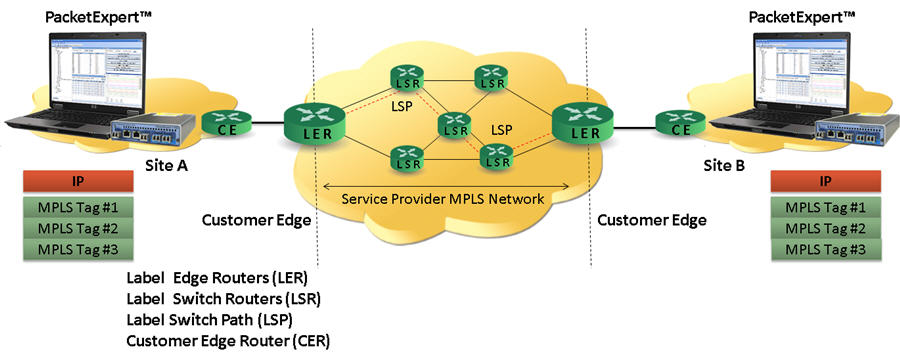 PacketExpert™
PacketExpert™
LSR
LSR
LSP
CE
LER
LSR
LSP
LER
CE
LSR
LSR
Site A
Site B
IP
IP
Service Provider MPLS Network
MPLS Tag #1
MPLS Tag #1
Customer Edge
Customer Edge
MPLS Tag #2
MPLS Tag #2
MPLS Tag #3
MPLS Tag #3
Label Edge Routers (LER)
Label Switch Routers (LSR)
Label Switch Path (LSP)
Customer Edge Router (CER)